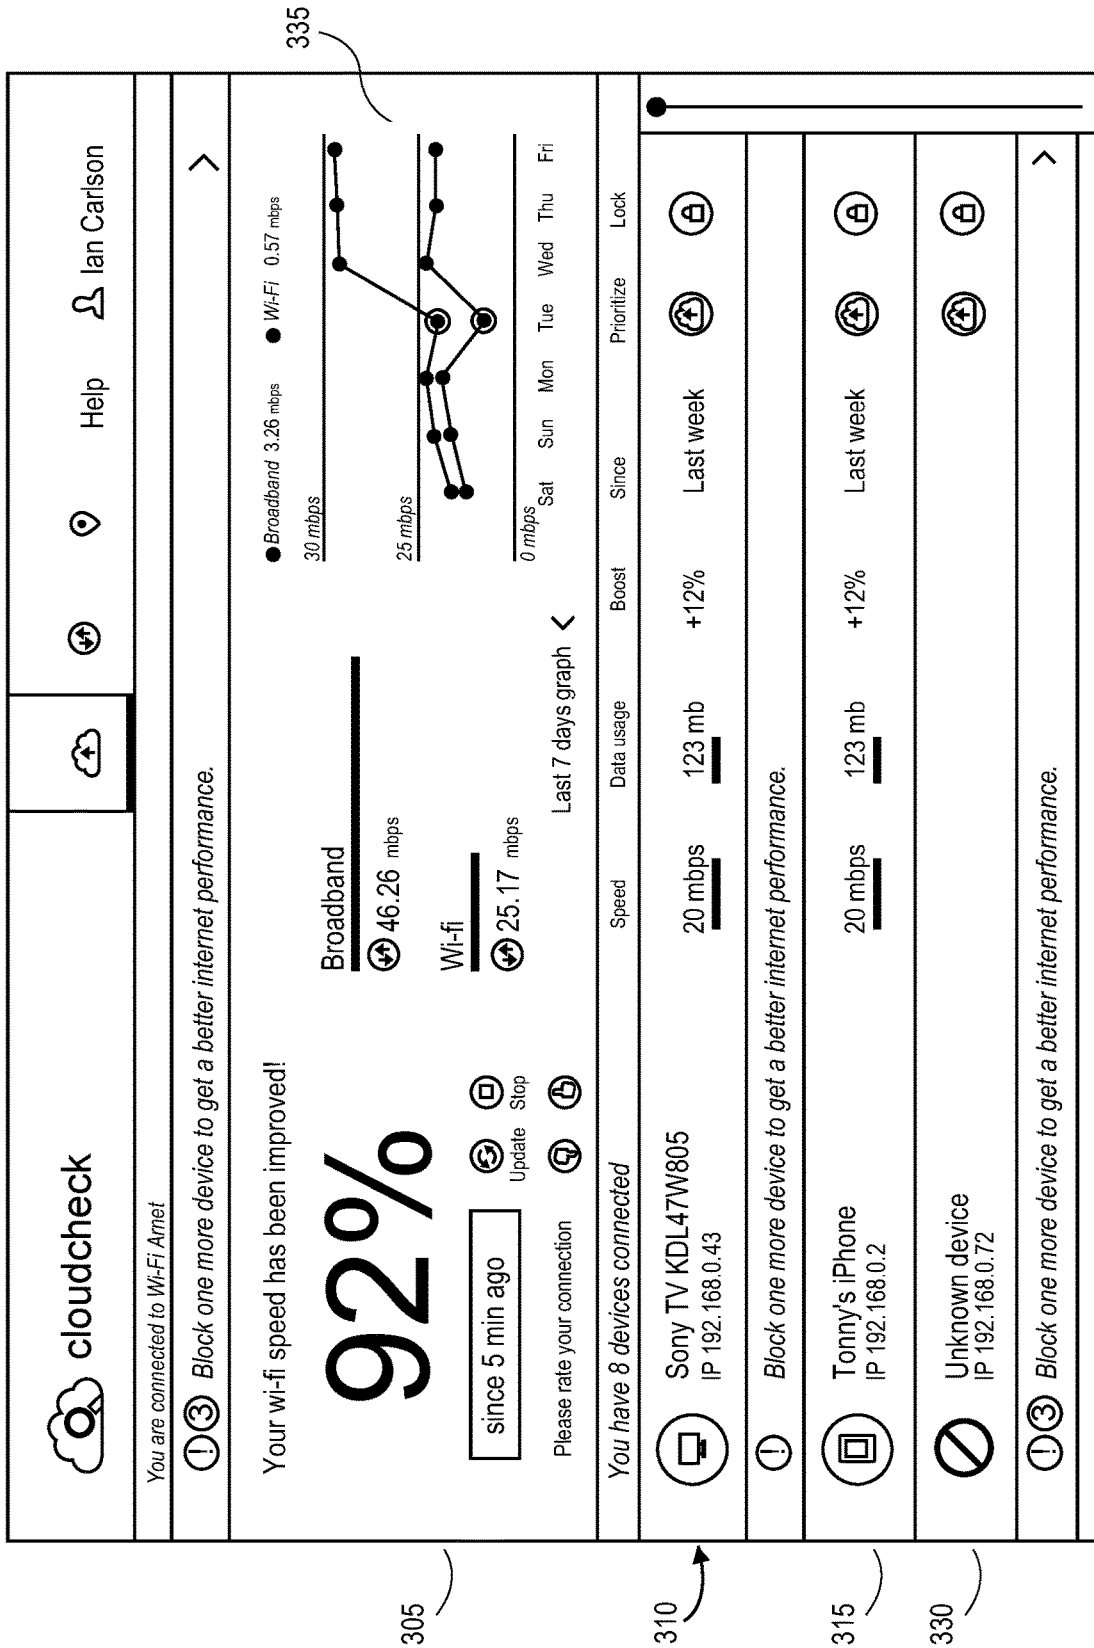 cloudcheck
Help
Ian Carlson
You are connected to Wi-Fi Amet
! 3 Block one more device to get a better internet performance. >
Your wi-fi speed has been improved!
92%
since 5 min ago
Update
Stop
Please rate your connection
Broadband
46.26 mbps
Wi-fi
25.17 mbps
Last 7 days graph <
Broadband 3.26 mbps
Wi-Fi 0.57 mbps
30 mbps
25 mbps
0 mbps
Sat Sun Mon Tue Wed Thu Fri
335
305
You have 8 devices connected Speed Data usage Boost Since Prioritize Lock
310
Sony TV KDL47W805 20 mbps 123 mb +12% Last week
IP 192.168.0.43
! Block one more device to get a better internet performance.
315
Tonny's iPhone 20 mbps 123 mb +12% Last week
IP 192.168.0.2
330
Unknown device
IP 192.168.0.72
! 3 Block one more device to get a better internet performance. >